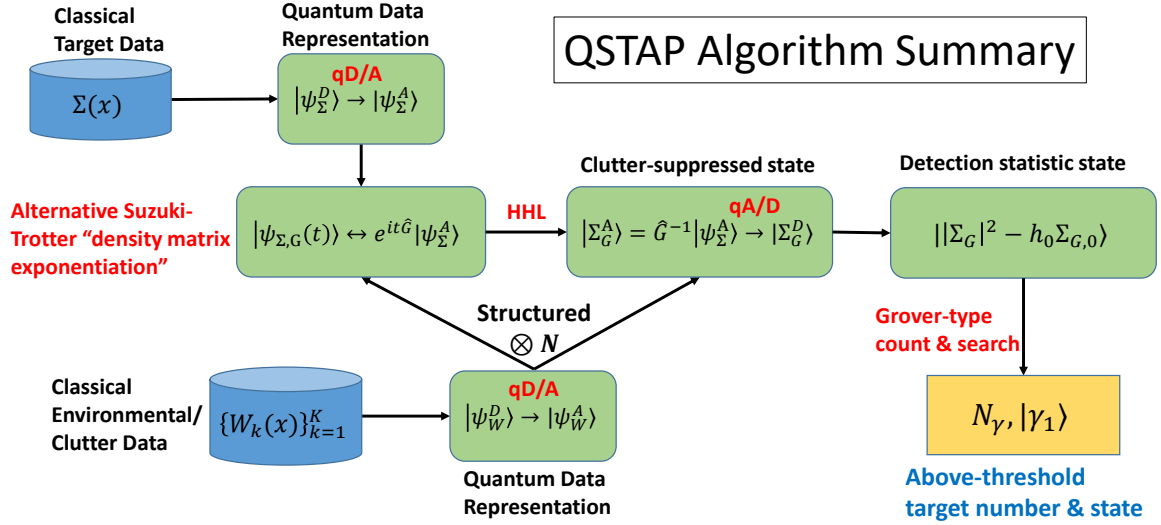 QSTAP Algorithm Summary
Classical
Target Data
Σ(x)
Quantum Data
Representation
qD/A
|ψ_Σ^D⟩ → |ψ_Σ^A⟩
Alternative Suzuki-
Trotter “density matrix
exponentiation”
|ψ_{Σ,G}(t)⟩ ↔ e^{itĜ}|ψ_Σ^A⟩
HHL
Clutter-suppressed state
qA/D
|Σ_G^A⟩ = Ĝ^{-1}|ψ_Σ^A⟩ → |Σ_G^D⟩
Detection statistic state
||Σ_G|^2 − h_0Σ_{G,0}⟩
Structured
⊗ N
Grover-type
count & search
Classical
Environmental/
Clutter Data
{W_k(x)}_{k=1}^K
qD/A
|ψ_W^D⟩ → |ψ_W^A⟩
Quantum Data
Representation
N_γ, |γ_1⟩
Above-threshold
target number & state